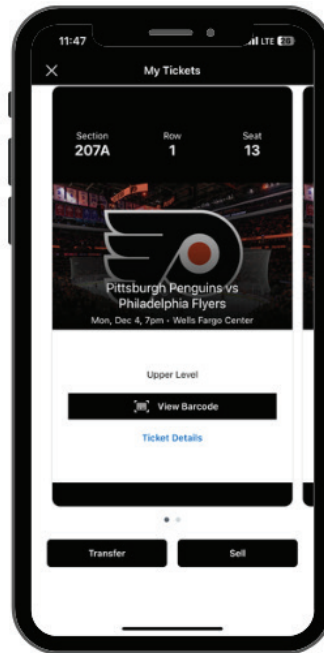 11:47 LTE
My Tickets
Section Row Seat
207A 1 13
Pittsburgh Penguins vs
Philadelphia Flyers
Mon, Dec 4, 7pm • Wells Fargo Center
Upper Level
View Barcode
Ticket Details
Transfer Sell